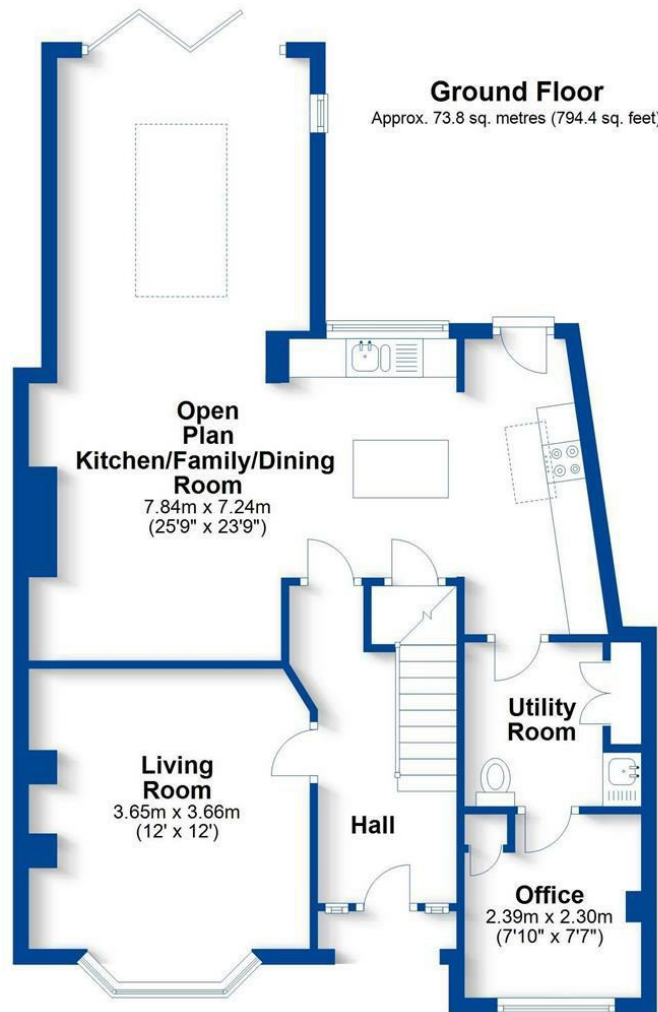 Ground Floor
Approx. 73.8 sq. metres (794.4 sq. feet)
Open
Plan
Kitchen/Family/Dining
Room
7.84m x 7.24m
(25'9" x 23'9")
Living
Room
3.65m x 3.66m
(12' x 12')
Hall
Utility
Room
Office
2.39m x 2.30m
(7'10" x 7'7")